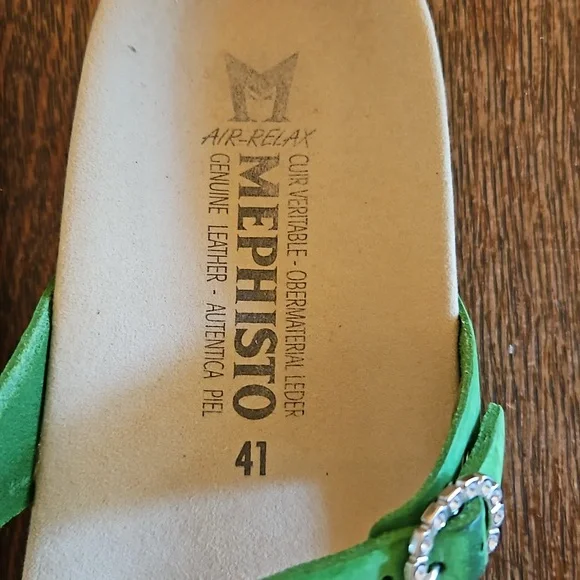 M
AIR-RELAX
CUIR VERITABLE - OBERMATERIAL LEDER
MEPHISTO
GENUINE LEATHER - AUTENTICA PIEL
41